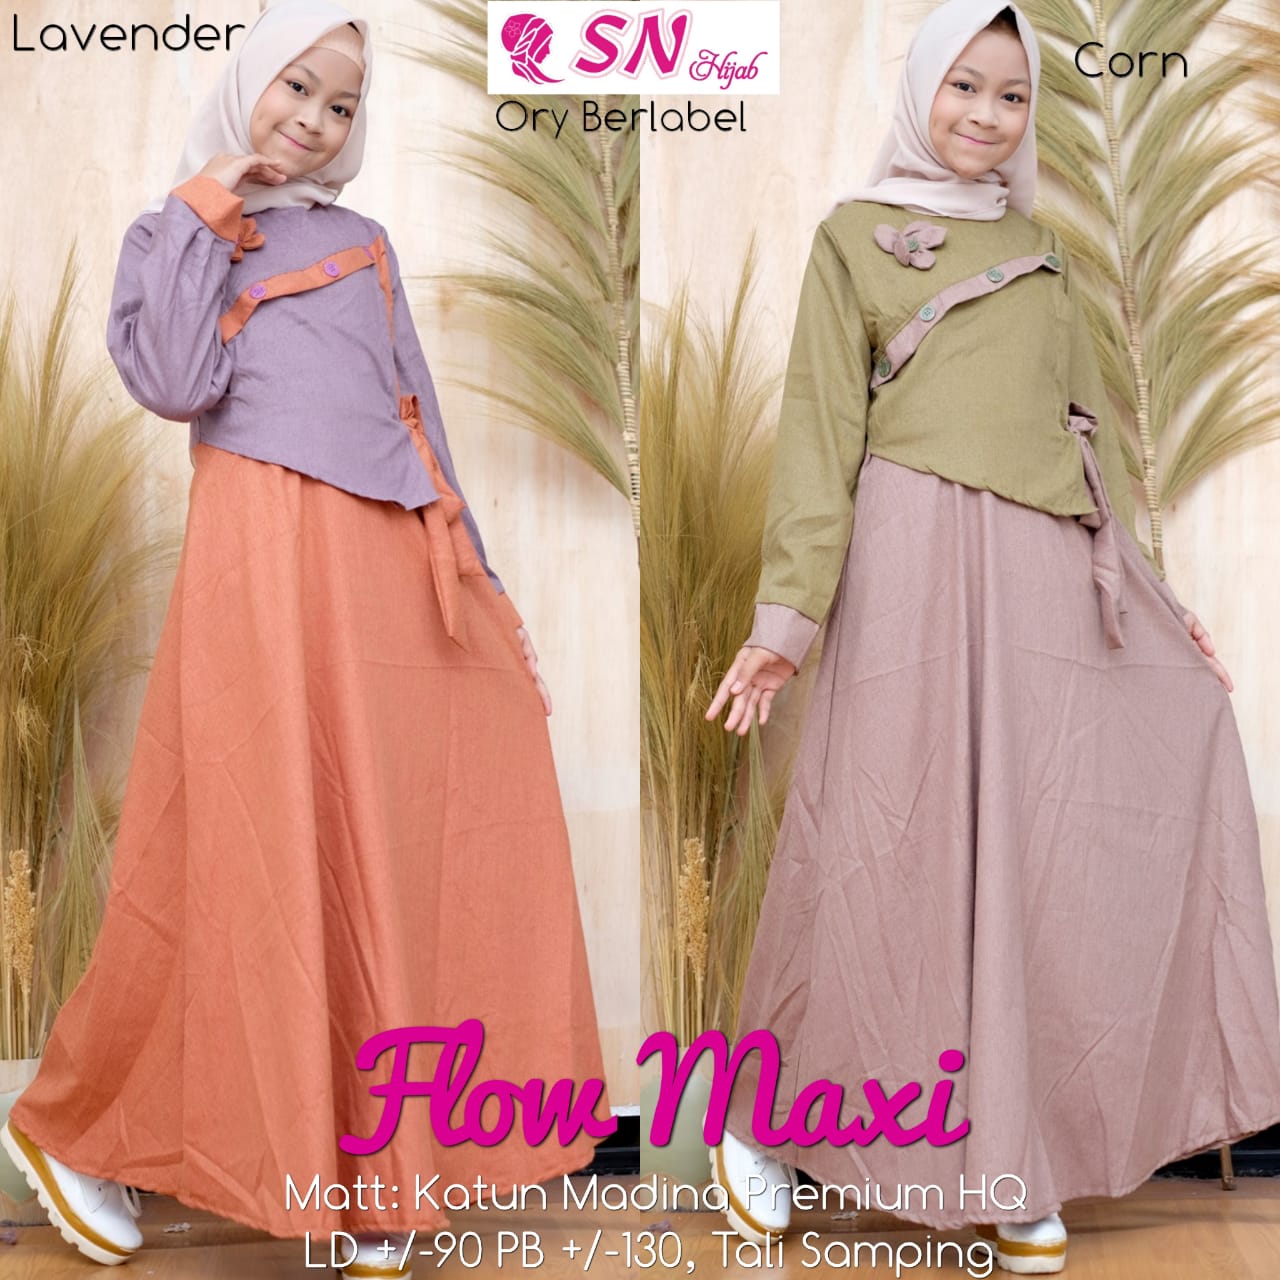 Lavender
SN Hijab
Ory Berlabel
Corn
Flow Maxi
Matt: Katun Madina Premium HQ
LD +/-90 PB +/-130, Tali Samping